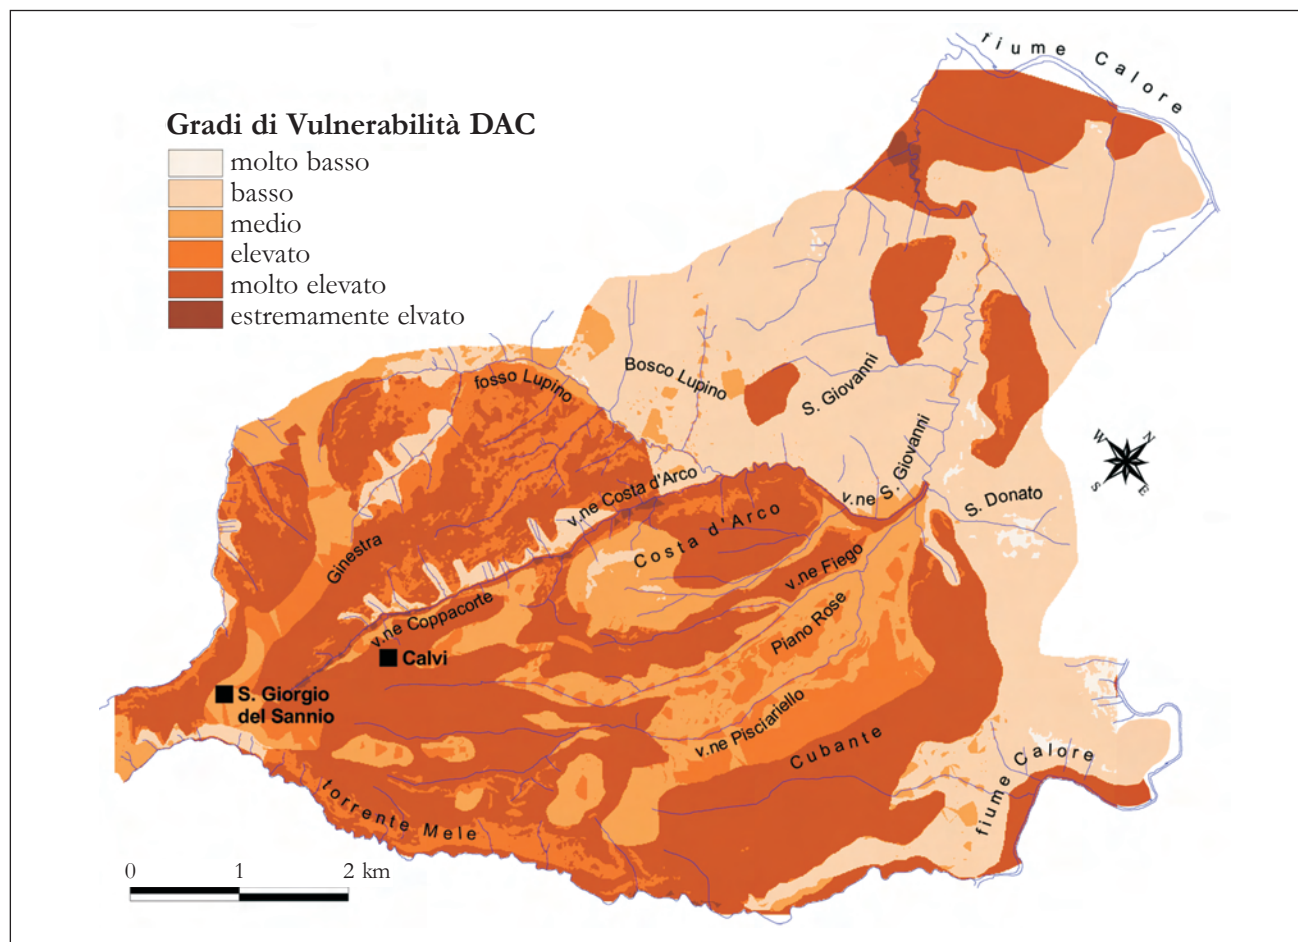 fiume Calore
Gradi di Vulnerabilità DAC
molto basso
basso
medio
elevato
molto elevato
estremamente elvato
Bosco Lupino
fosso Lupino
S. Giovanni
v.ne S. Giovanni
W N
S E
S. Donato
v.ne Costa d'Arco
Costa d'Arco
Ginestra
v.ne Fiego
v.ne Coppacorte
Piano Rose
Calvi
S. Giorgio
del Sannio
v.ne Pisciariello
Cubante
fiume Calore
torrente Mele
0 1 2 km